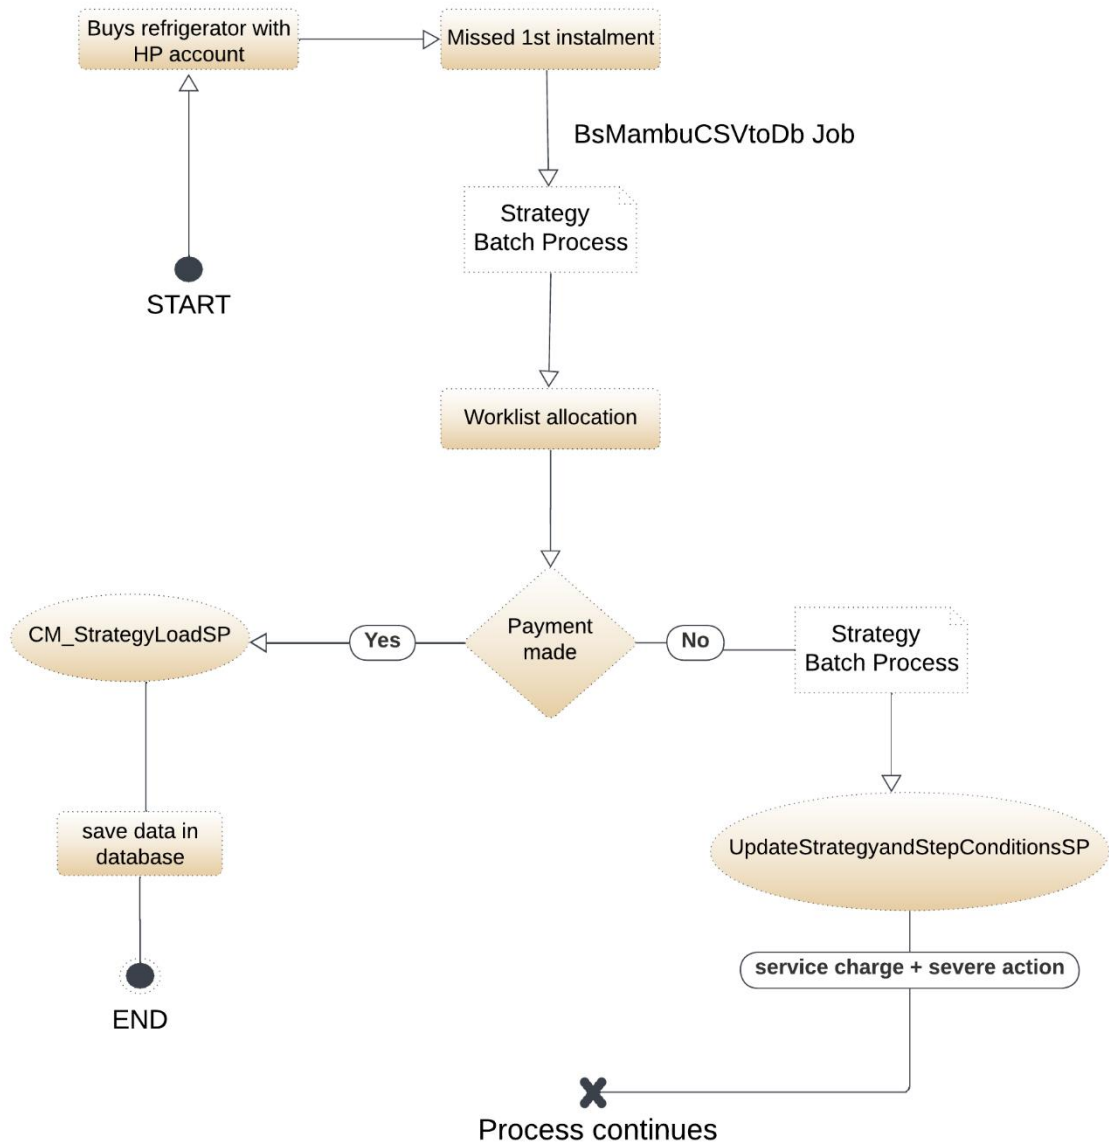 Buys refrigerator with
HP account
Missed 1st instalment
BsMambuCSVtoDb Job
Strategy
Batch Process
START
Worklist allocation
Payment
made
Yes
No
CM_StrategyLoadSP
Strategy
Batch Process
save data in
database
UpdateStrategyandStepConditionsSP
service charge + severe action
END
Process continues